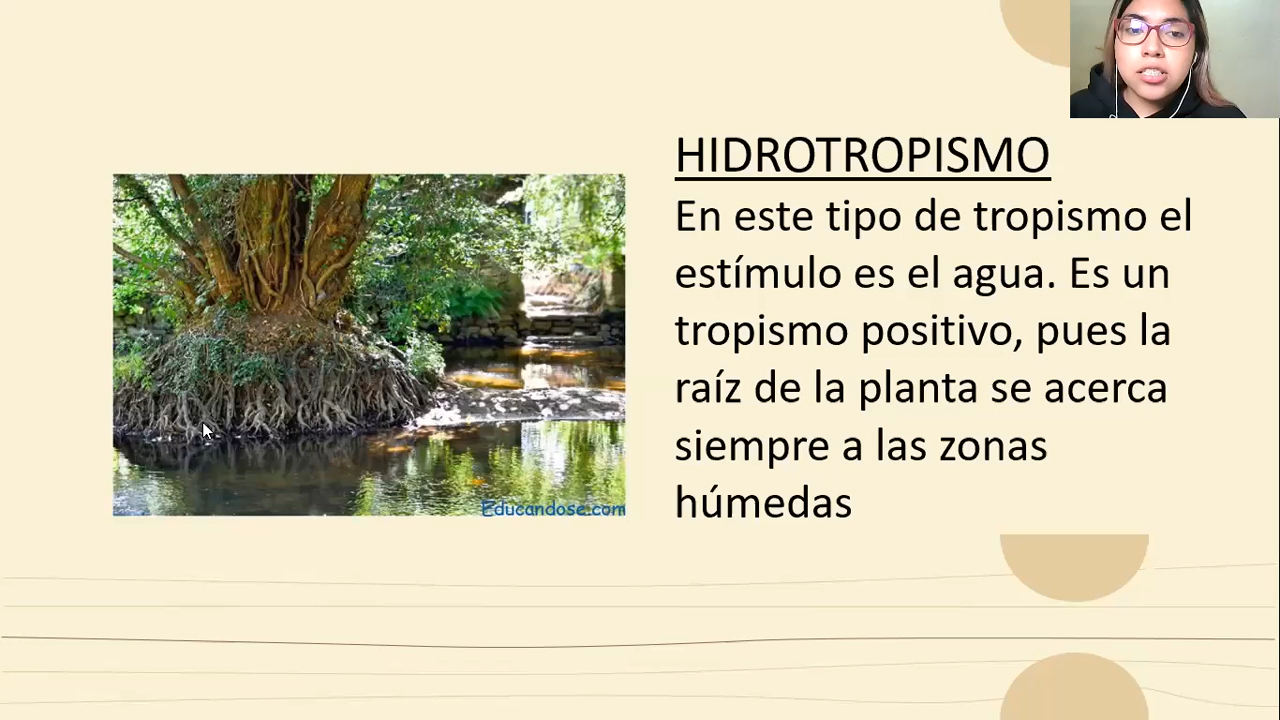 HIDROTROPISMO
En este tipo de tropismo el
estímulo es el agua. Es un
tropismo positivo, pues la
raíz de la planta se acerca
siempre a las zonas
húmedas
Educandose.com